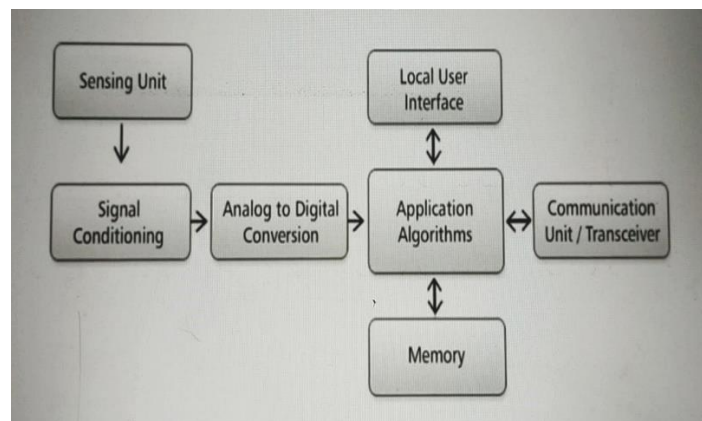 Sensing Unit
Local User
Interface
Signal
Conditioning
Analog to Digital
Conversion
Application
Algorithms
Communication
Unit / Transceiver
Memory